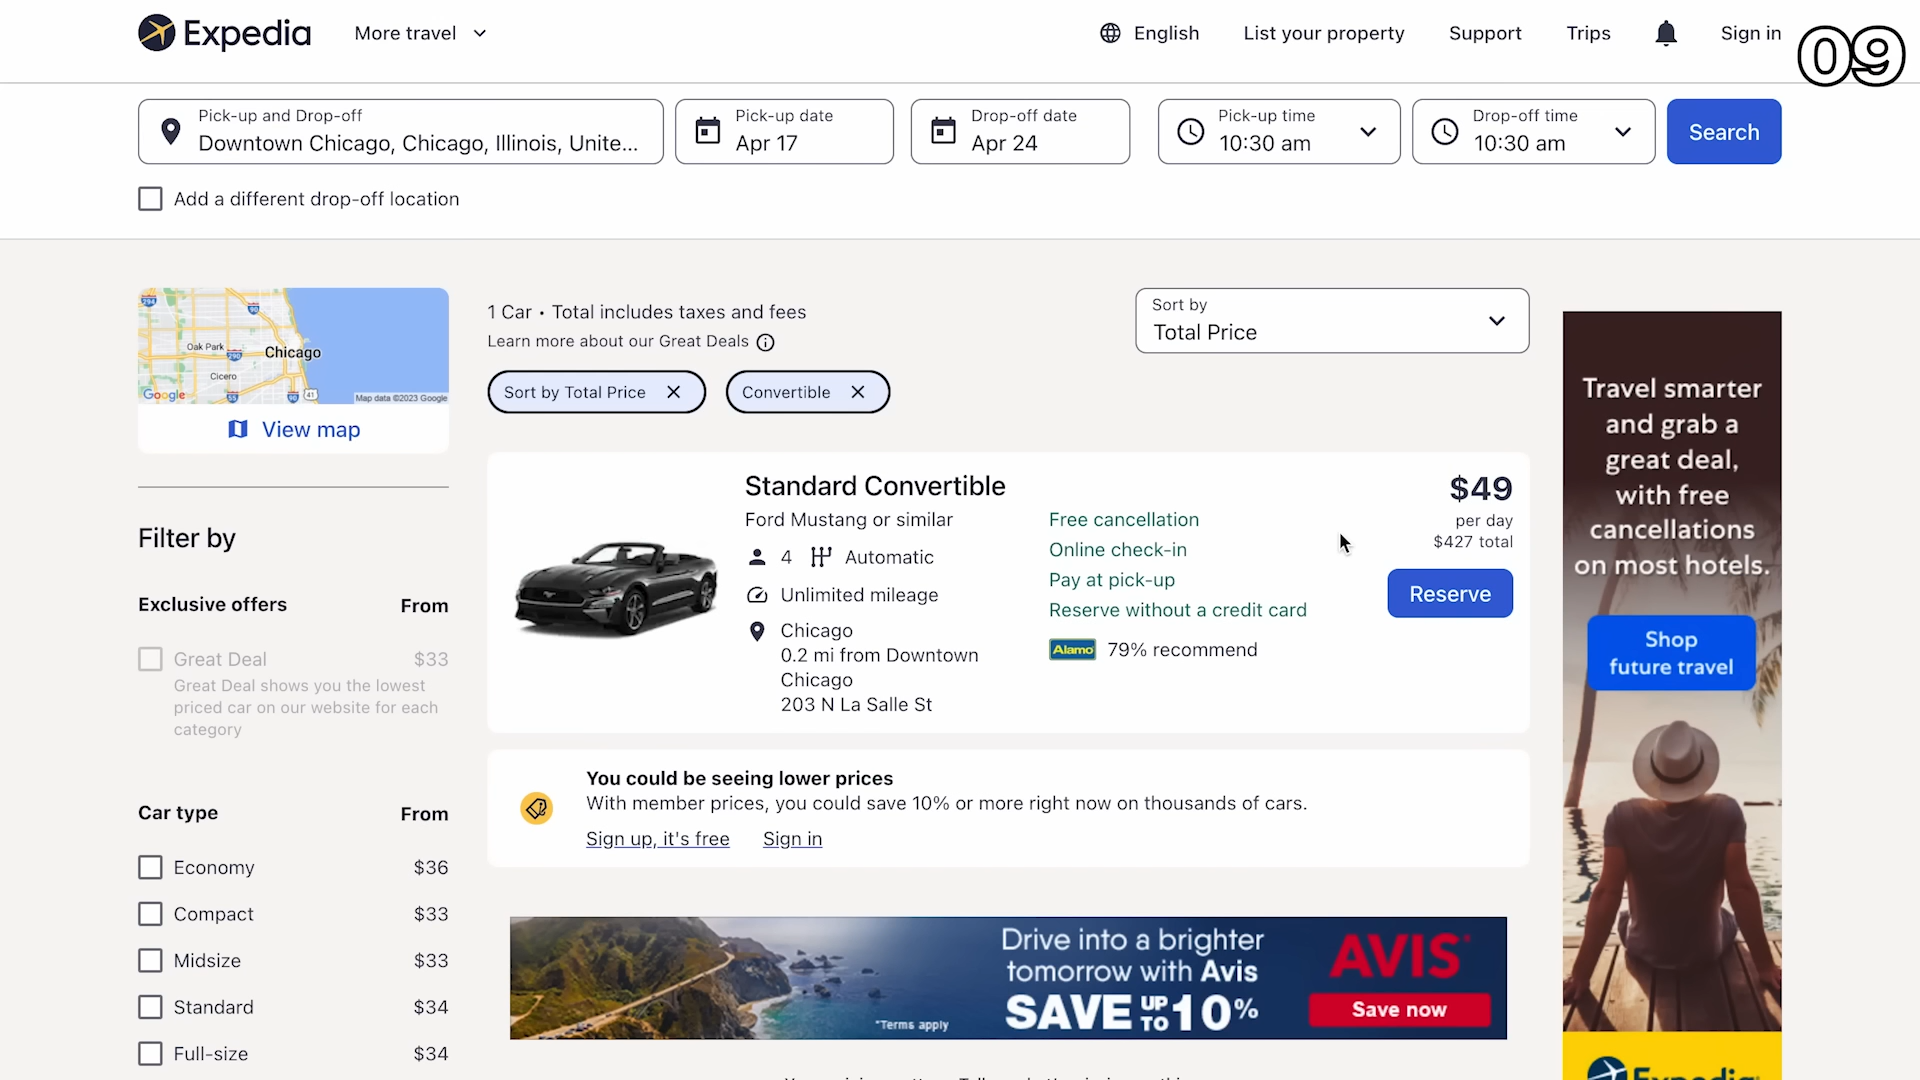 Expedia
More travel
English
List your property
Support
Trips
Sign in
09
Pick-up and Drop-off
Downtown Chicago, Chicago, Illinois, Unite...
Pick-up date
Apr 17
Drop-off date
Apr 24
Pick-up time
10:30 am
Drop-off time
10:30 am
Search
Add a different drop-off location
294
90
Oak Park
290
Chicago
Cicero
55
90
41
Google
Map data ©2023 Google
View map
1 Car • Total includes taxes and fees
Learn more about our Great Deals
Sort by
Total Price
Sort by Total Price
Convertible
Filter by
Exclusive offers
From
Great Deal
$33
Great Deal shows you the lowest
priced car on our website for each
category
Car type
From
Economy
$36
Compact
$33
Midsize
$33
Standard
$34
Full-size
$34
Standard Convertible
Ford Mustang or similar
4
Automatic
Unlimited mileage
Chicago
0.2 mi from Downtown
Chicago
203 N La Salle St
Free cancellation
Online check-in
Pay at pick-up
Reserve without a credit card
Alamo
79% recommend
$49
per day
$427 total
Reserve
You could be seeing lower prices
With member prices, you could save 10% or more right now on thousands of cars.
Sign up, it's free
Sign in
Drive into a brighter
tomorrow with Avis
SAVE UP TO 10%
*Terms apply
AVIS
Save now
Travel smarter
and grab a
great deal,
with free
cancellations
on most hotels.
Shop
future travel
Expedia